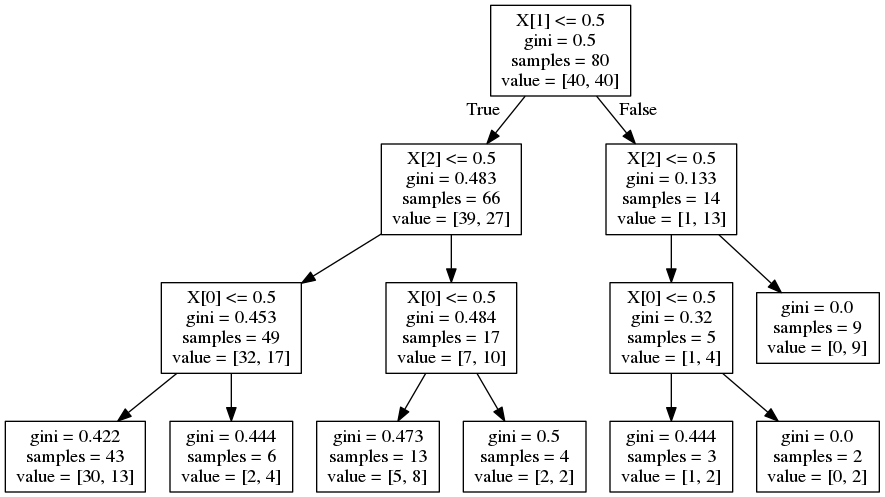 X[1] <= 0.5
gini = 0.5
samples = 80
value = [40, 40]
True
False
X[2] <= 0.5
gini = 0.483
samples = 66
value = [39, 27]
X[2] <= 0.5
gini = 0.133
samples = 14
value = [1, 13]
X[0] <= 0.5
gini = 0.453
samples = 49
value = [32, 17]
X[0] <= 0.5
gini = 0.484
samples = 17
value = [7, 10]
X[0] <= 0.5
gini = 0.32
samples = 5
value = [1, 4]
gini = 0.0
samples = 9
value = [0, 9]
gini = 0.422
samples = 43
value = [30, 13]
gini = 0.444
samples = 6
value = [2, 4]
gini = 0.473
samples = 13
value = [5, 8]
gini = 0.5
samples = 4
value = [2, 2]
gini = 0.444
samples = 3
value = [1, 2]
gini = 0.0
samples = 2
value = [0, 2]